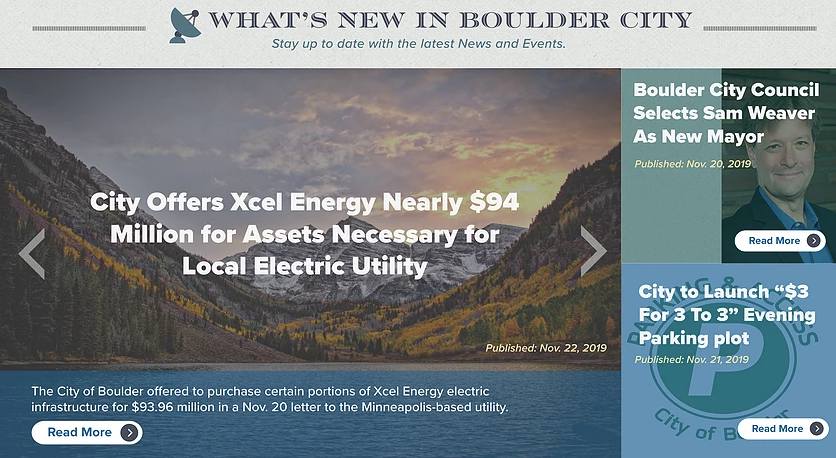 WHAT'S NEW IN BOULDER CITY
Stay up to date with the latest News and Events.
City Offers Xcel Energy Nearly $94
Million for Assets Necessary for
Local Electric Utility
Published: Nov. 22, 2019
The City of Boulder offered to purchase certain portions of Xcel Energy electric
infrastructure for $93.96 million in a Nov. 20 letter to the Minneapolis-based utility.
Read More
Boulder City Council
Selects Sam Weaver
As New Mayor
Published: Nov. 20, 2019
Read More
City to Launch “$3
For 3 To 3” Evening
Parking plot
Published: Nov. 21, 2019
P
City of
Read More